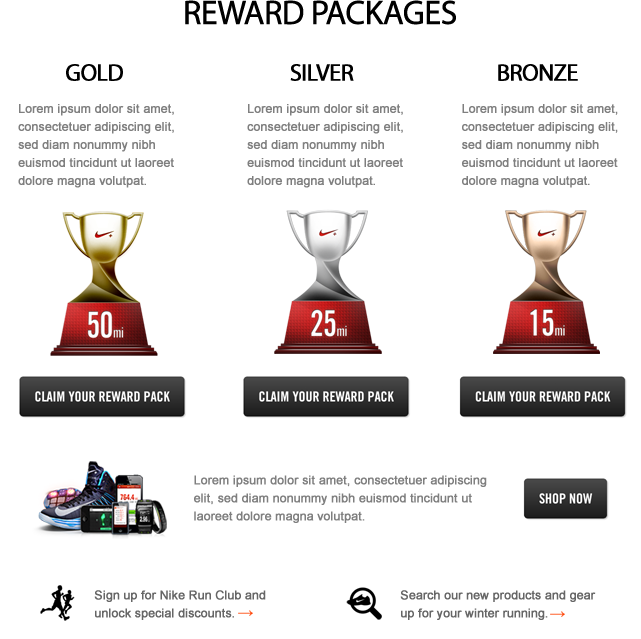 REWARD PACKAGES
GOLD
Lorem ipsum dolor sit amet,
consectetuer adipiscing elit,
sed diam nonummy nibh
euismod tincidunt ut laoreet
dolore magna volutpat.
50mi
CLAIM YOUR REWARD PACK
SILVER
Lorem ipsum dolor sit amet,
consectetuer adipiscing elit,
sed diam nonummy nibh
euismod tincidunt ut laoreet
dolore magna volutpat.
25mi
CLAIM YOUR REWARD PACK
BRONZE
Lorem ipsum dolor sit amet,
consectetuer adipiscing elit,
sed diam nonummy nibh
euismod tincidunt ut laoreet
dolore magna volutpat.
15mi
CLAIM YOUR REWARD PACK
764.4
2.96
Lorem ipsum dolor sit amet, consectetuer adipiscing
elit, sed diam nonummy nibh euismod tincidunt ut
laoreet dolore magna volutpat.
SHOP NOW
Sign up for Nike Run Club and
unlock special discounts. →
Search our new products and gear
up for your winter running. →